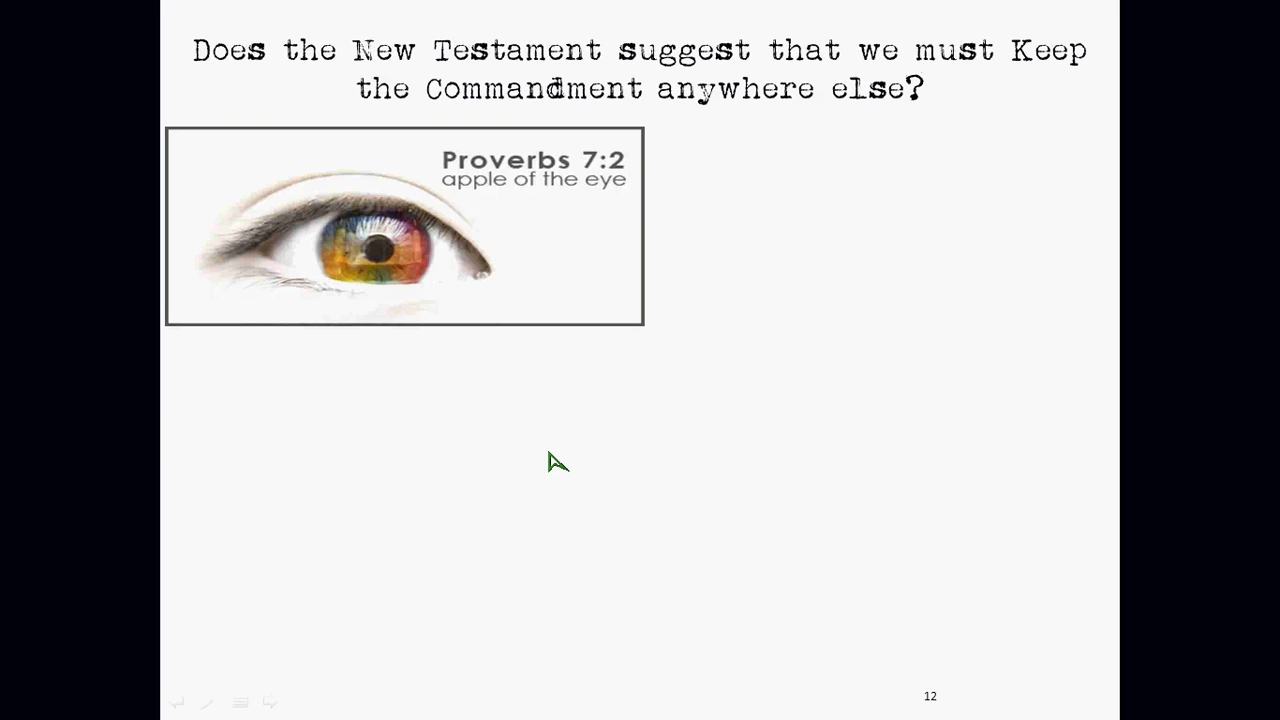 Does the New Testament suggest that we must Keep
the Commandment anywhere else?
Proverbs 7:2
apple of the eye
12